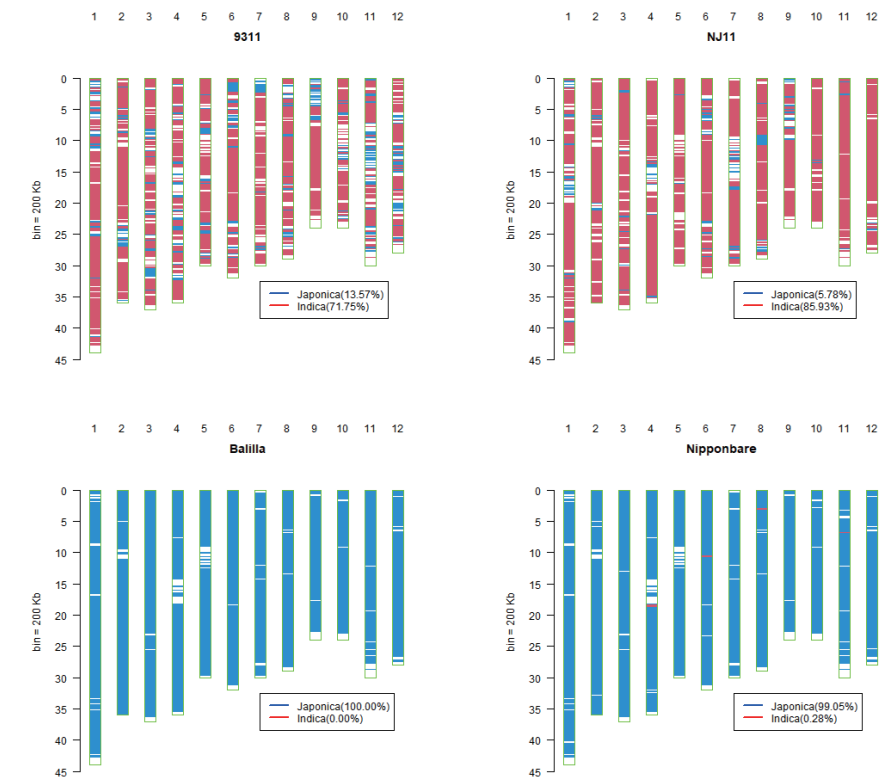 1 2 3 4 5 6 7 8 9 10 11 12
9311
0
5
10
15
20
25
30
35
40
45
bin = 200 Kb
Japonica(13.57%)
Indica(71.75%)
1 2 3 4 5 6 7 8 9 10 11 12
NJ11
0
5
10
15
20
25
30
35
40
45
bin = 200 Kb
Japonica(5.78%)
Indica(85.93%)
1 2 3 4 5 6 7 8 9 10 11 12
Balilla
0
5
10
15
20
25
30
35
40
45
bin = 200 Kb
Japonica(100.00%)
Indica(0.00%)
1 2 3 4 5 6 7 8 9 10 11 12
Nipponbare
0
5
10
15
20
25
30
35
40
45
bin = 200 Kb
Japonica(99.05%)
Indica(0.28%)